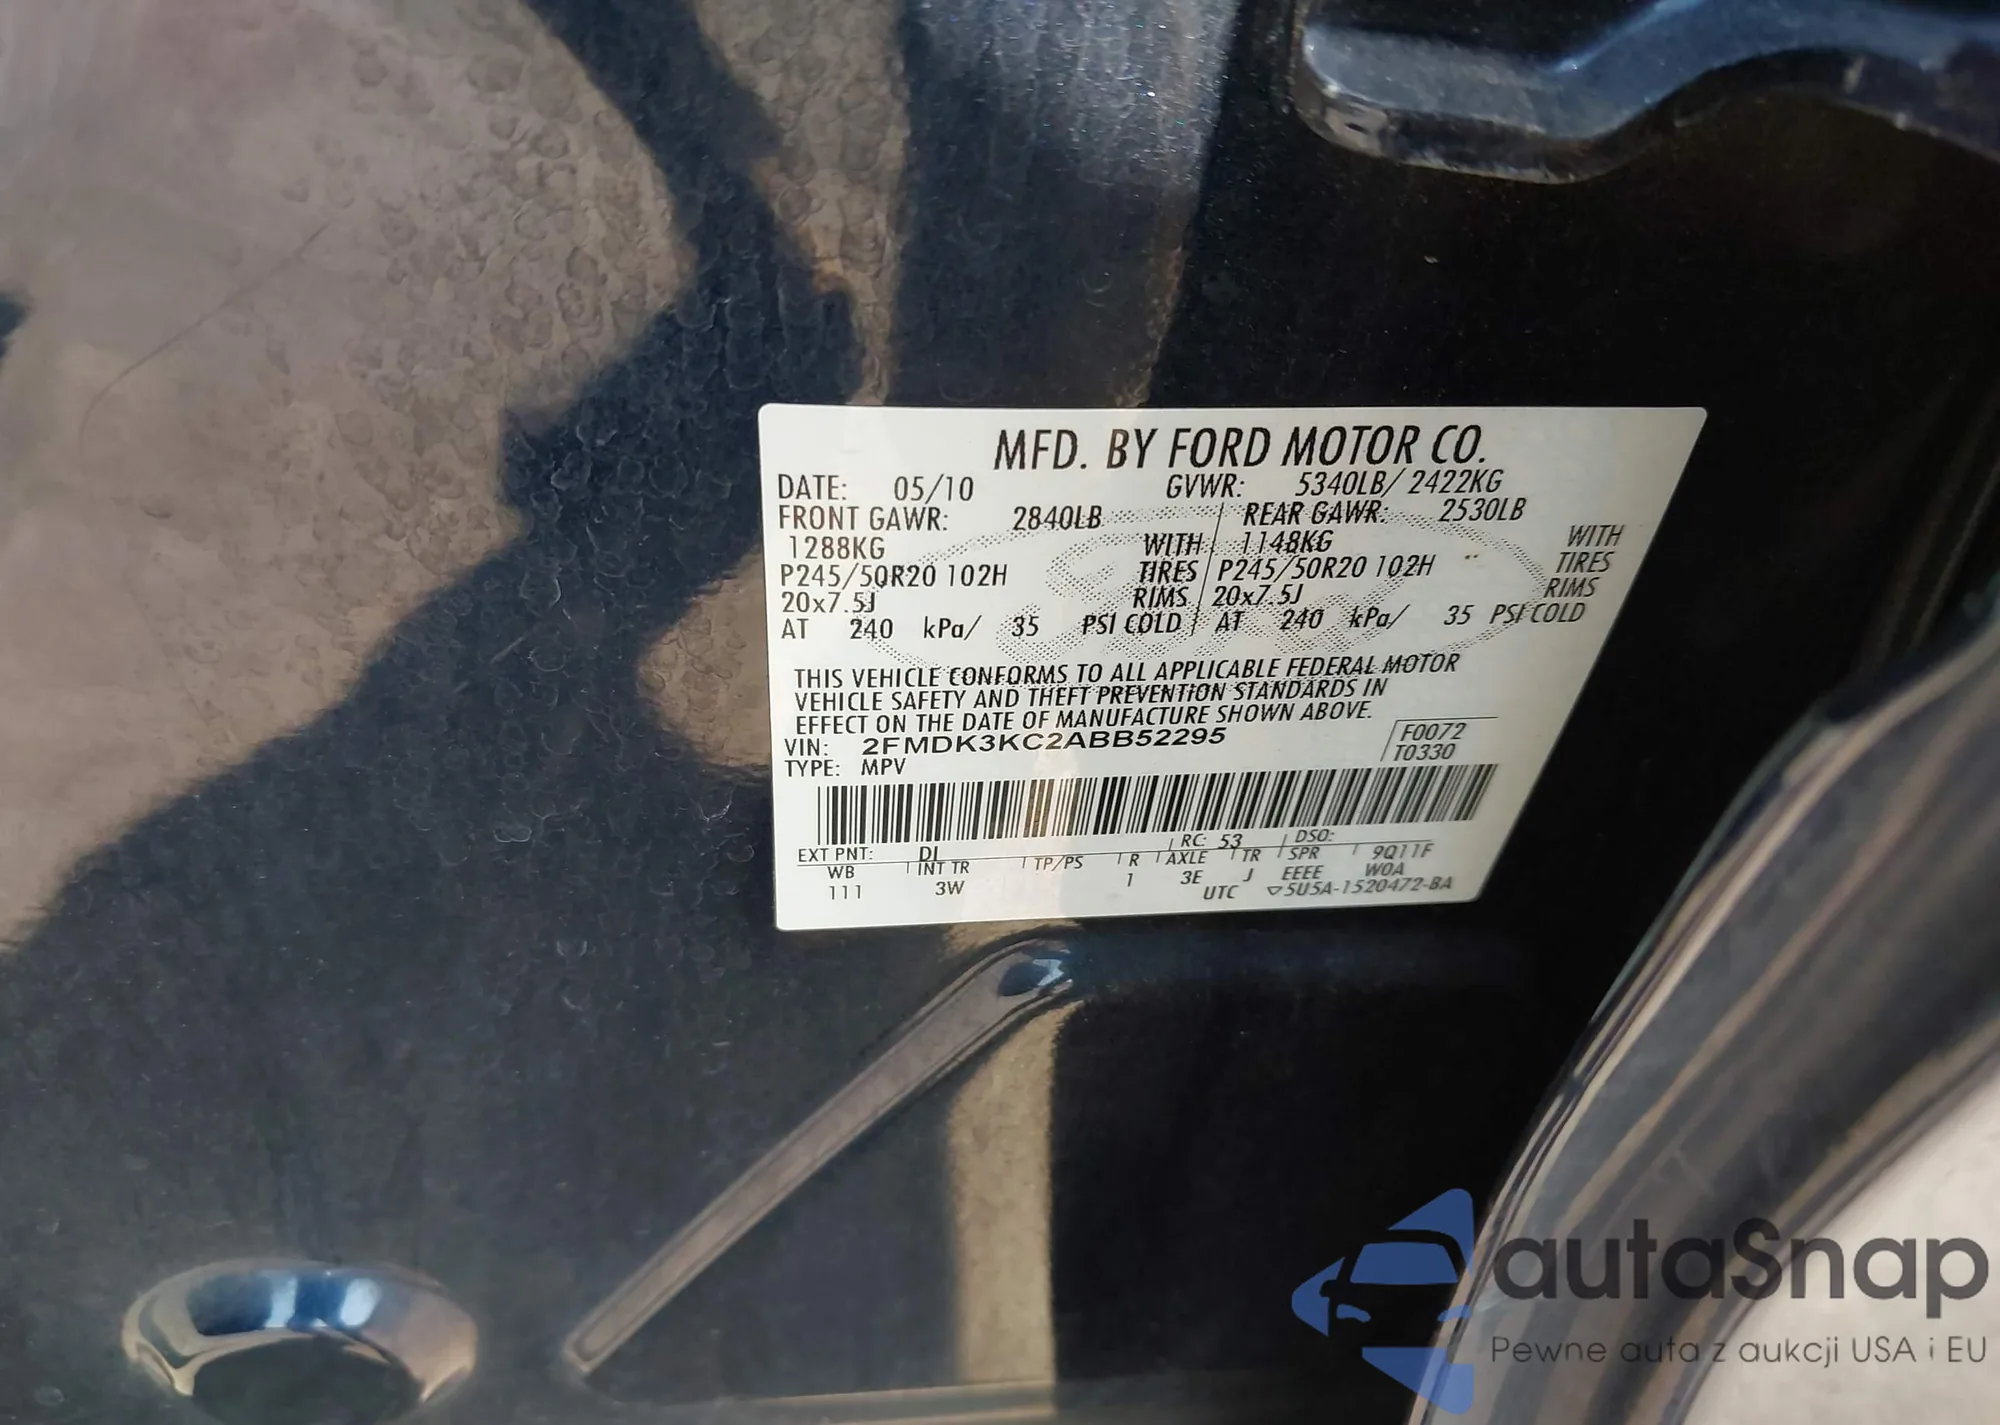 MFD. BY FORD MOTOR CO.
DATE: 05/10 GVWR: 5340LB/ 2422KG
FRONT GAWR: 2840LB REAR GAWR: 2530LB
1288KG WITH 1148KG WITH
P245/50R20 102H TIRES P245/50R20 102H TIRES
20x7.5J RIMS 20x7.5J RIMS
AT 240 kPa/ 35 PSI COLD AT 240 kPa/ 35 PSI COLD
THIS VEHICLE CONFORMS TO ALL APPLICABLE FEDERAL MOTOR
VEHICLE SAFETY AND THEFT PREVENTION STANDARDS IN
EFFECT ON THE DATE OF MANUFACTURE SHOWN ABOVE.
VIN: 2FMDK3KC2ABB52295 F0072
TYPE: MPV T0330
EXT PNT: DJ RC: 53 DSO:
WB INT TR TP/PS R AXLE TR SPR 9Q11F
111 3W 1 3E J EEEE WOA
UTC ▽5U5A-1520472-BA
autaSnap
Pewne auta z aukcji USA i EU